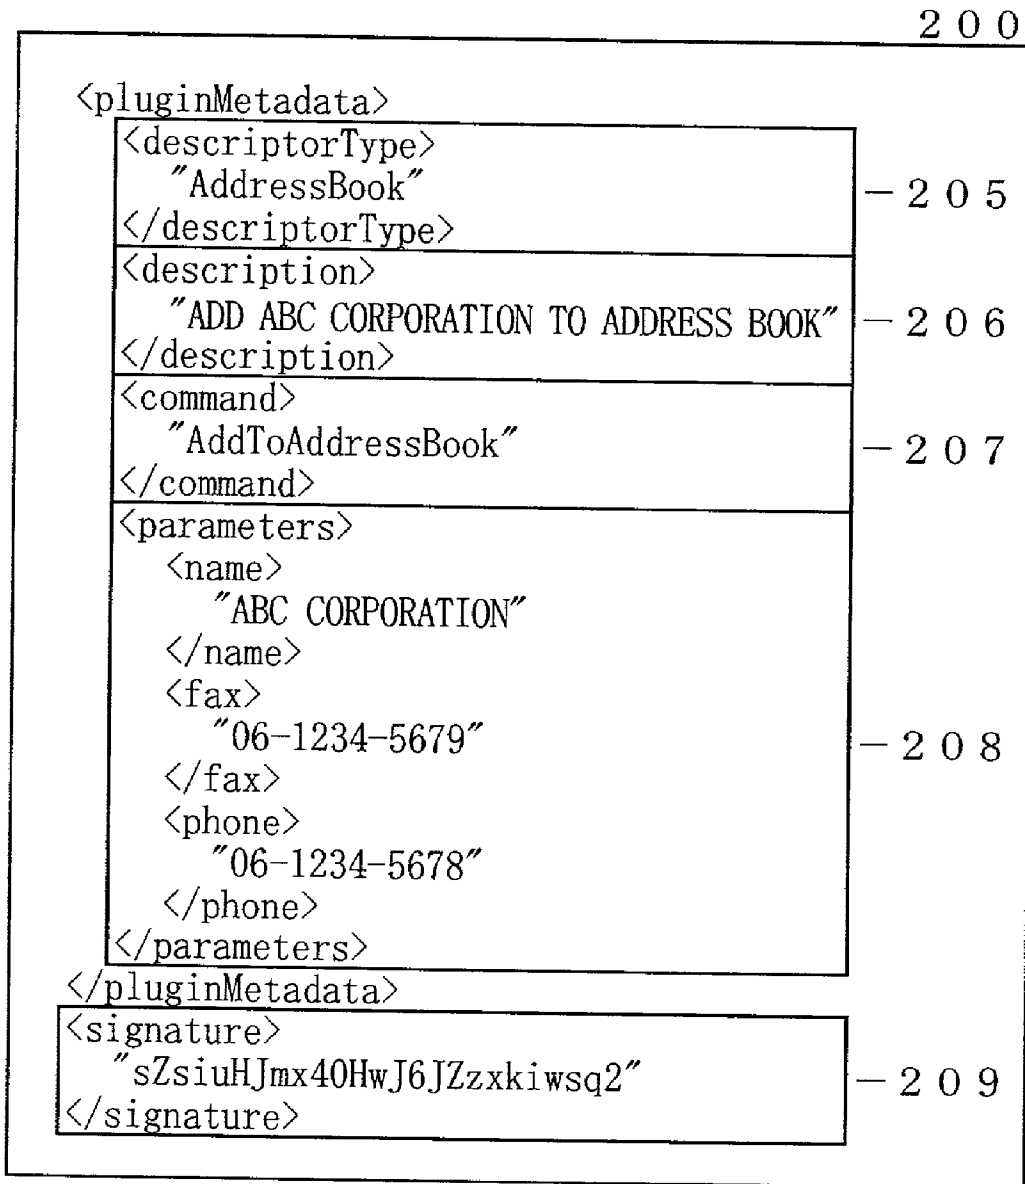 200
<pluginMetadata>
<descriptorType>
"AddressBook"
-205
</descriptorType>
<description>
"ADD ABC CORPORATION TO ADDRESS BOOK"
-206
</description>
<command>
"AddToAddressBook"
-207
</command>
<parameters>
<name>
"ABC CORPORATION"
</name>
<fax>
"06-1234-5679"
-208
</fax>
<phone>
"06-1234-5678"
</phone>
</parameters>
</pluginMetadata>
<signature>
"sZsiuHJmx40HwJ6JZzxkiwsq2"
-209
</signature>